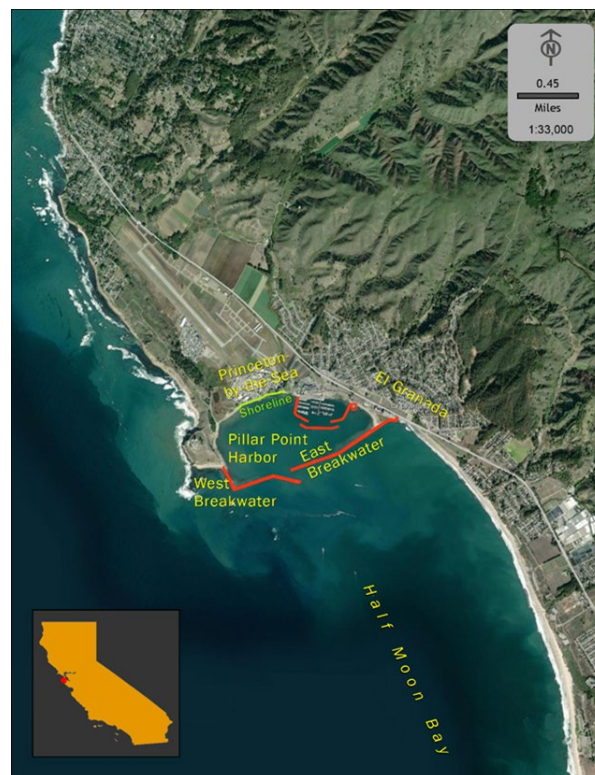 N
0.45
Miles
1:33,000
Princeton-
by-the-Sea
El Granada
Shoreline
Pillar Point
Harbor
East
Breakwater
West
Breakwater
Half Moon Bay